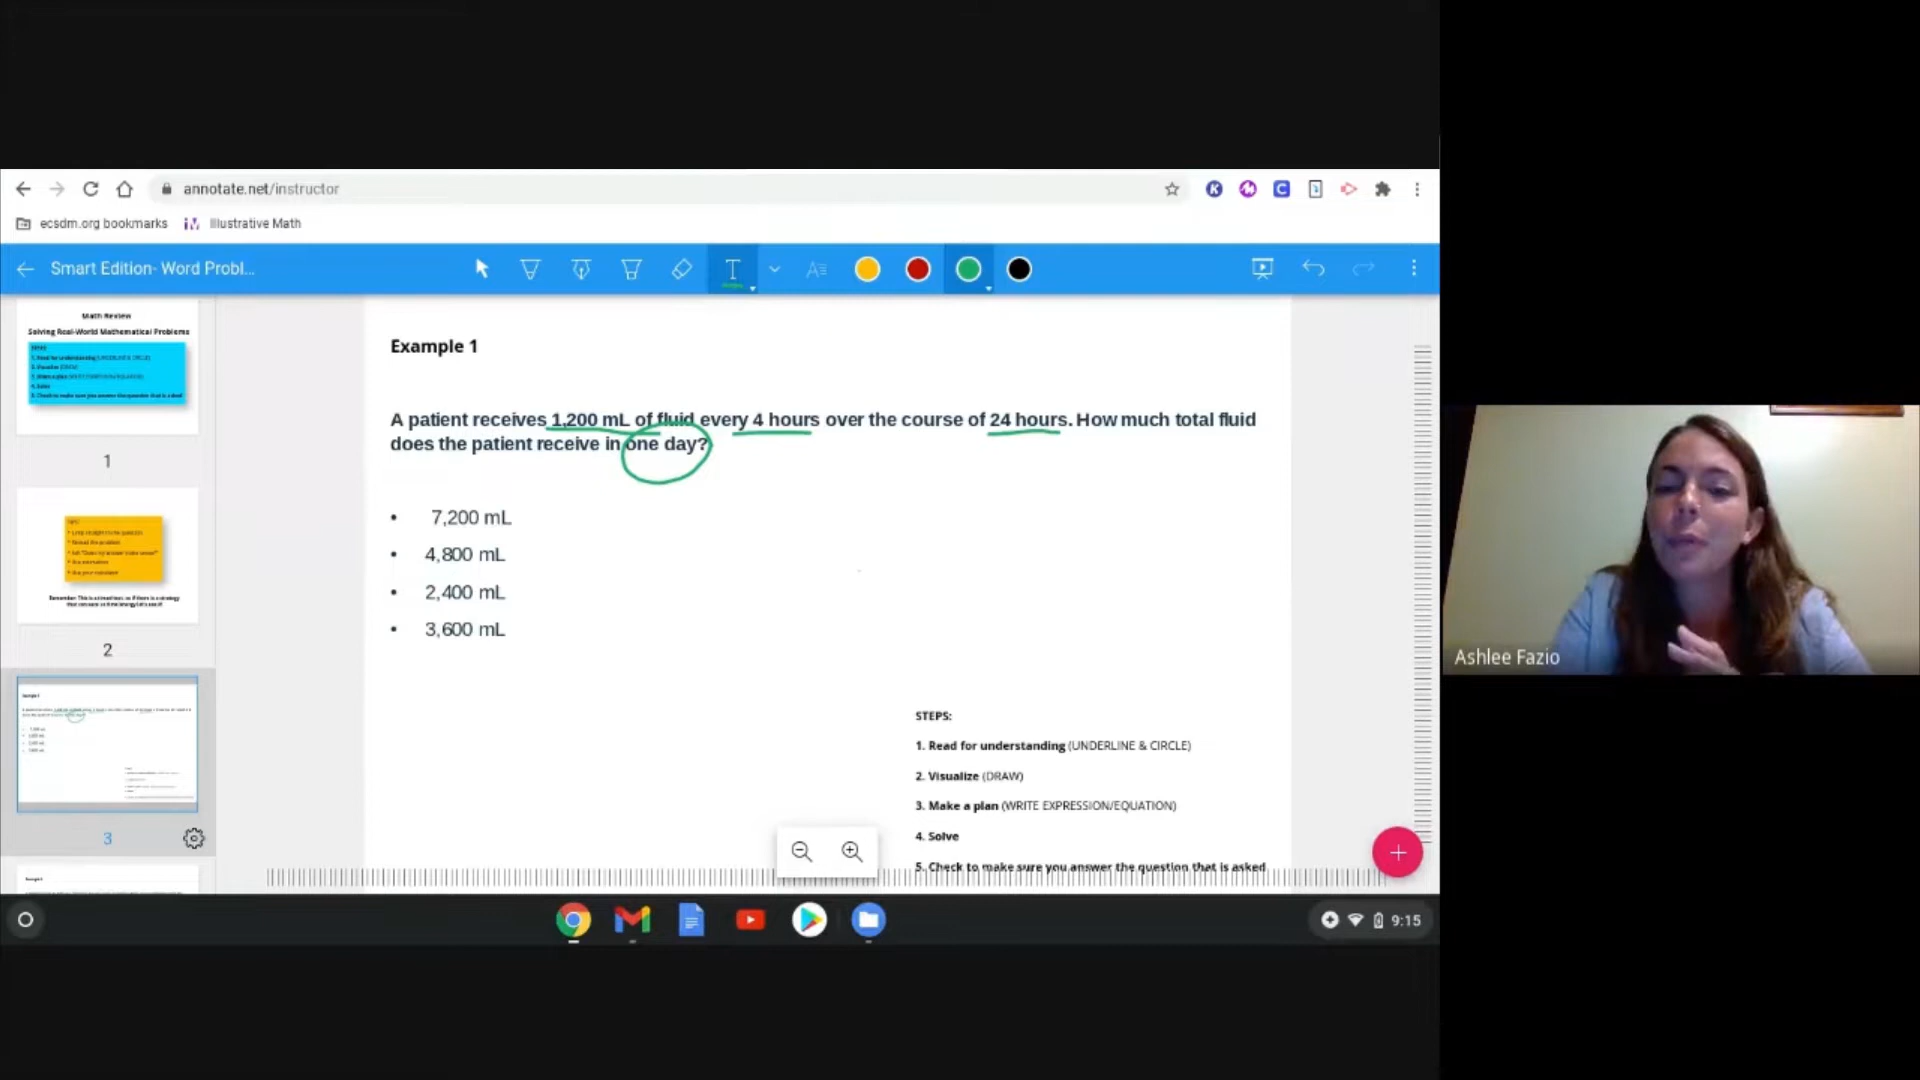 annotate.net/instructor
ecsdm.org bookmarks
Illustrative Math
Smart Edition- Word Probl...
Math Review
Solving Real-World Mathematical Problems
1
2
3
Example 1
A patient receives 1,200 mL of fluid every 4 hours over the course of 24 hours. How much total fluid
does the patient receive in one day?
• 7,200 mL
• 4,800 mL
• 2,400 mL
• 3,600 mL
STEPS:
1. Read for understanding (UNDERLINE & CIRCLE)
2. Visualize (DRAW)
3. Make a plan (WRITE EXPRESSION/EQUATION)
4. Solve
5. Check to make sure you answer the question that is asked
9:15
Ashlee Fazio